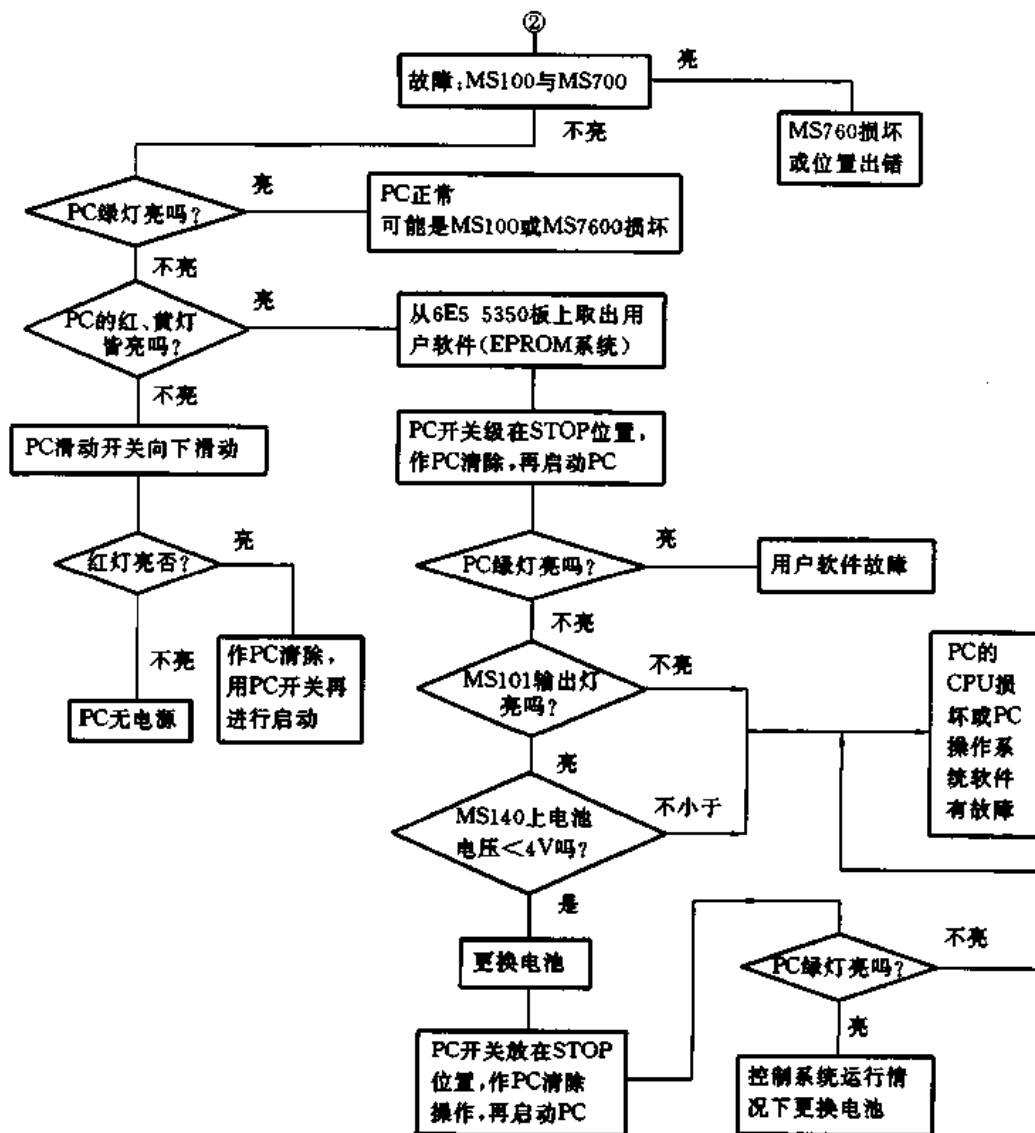 ②
故障:MS100与MS700
亮
不亮
MS760损坏
或位置出错
PC绿灯亮吗?
亮
PC正常
可能是MS100或MS7600损坏
不亮
PC的红、黄灯
皆亮吗?
亮
从6E5 5350板上取出用
户软件(EPROM系统)
不亮
PC滑动开关向下滑动
PC开关级在STOP位置,
作PC清除,再启动PC
红灯亮否?
亮
不亮
PC无电源
作PC清除,
用PC开关再
进行启动
PC绿灯亮吗?
亮
用户软件故障
不亮
MS101输出灯
亮吗?
不亮
PC的
CPU损
坏或PC
操作系
统软件
有故障
亮
MS140上电池
电压<4V吗?
不小于
是
更换电池
PC开关放在STOP
位置,作PC清除
操作,再启动PC
PC绿灯亮吗?
不亮
亮
控制系统运行情
况下更换电池